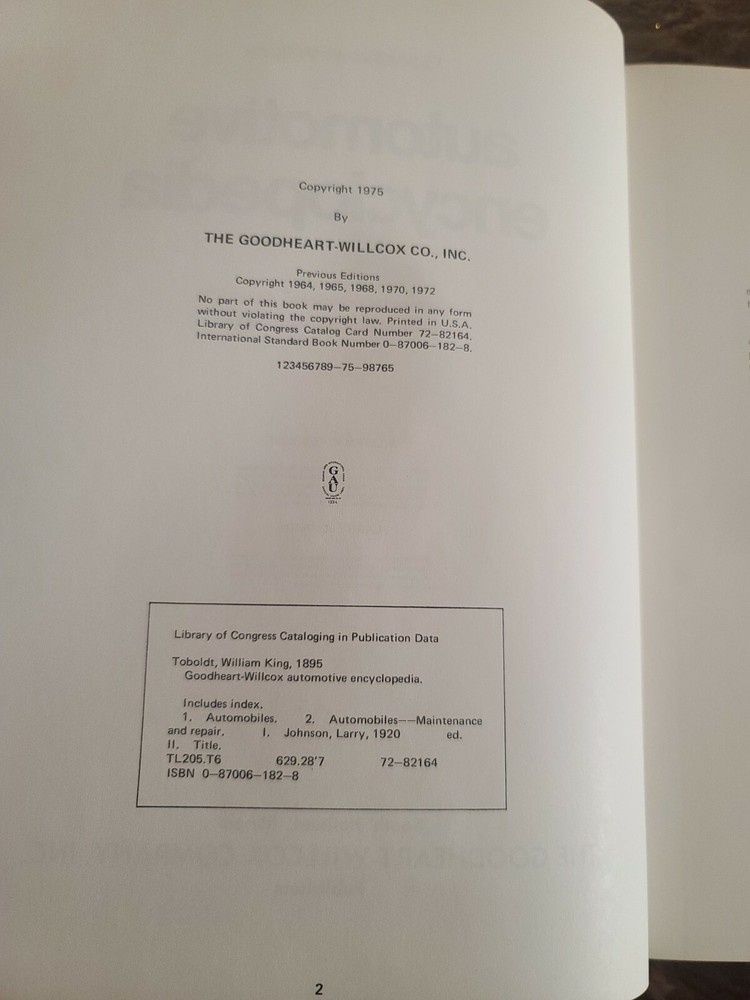 Copyright 1975
By
THE GOODHEART-WILLCOX CO., INC.
Previous Editions
Copyright 1964, 1965, 1968, 1970, 1972
No part of this book may be reproduced in any form
without violating the copyright law. Printed in U.S.A.
Library of Congress Catalog Card Number 72-82164.
International Standard Book Number 0-87006-182-8.
123456789-75-98765
GAU
Library of Congress Cataloging in Publication Data
Toboldt, William King, 1895
Goodheart-Willcox automotive encyclopedia.
Includes index.
1. Automobiles. 2. Automobiles--Maintenance
and repair. I. Johnson, Larry, 1920 ed.
II. Title.
TL205.T6 629.28'7 72-82164
ISBN 0-87006-182-8
2